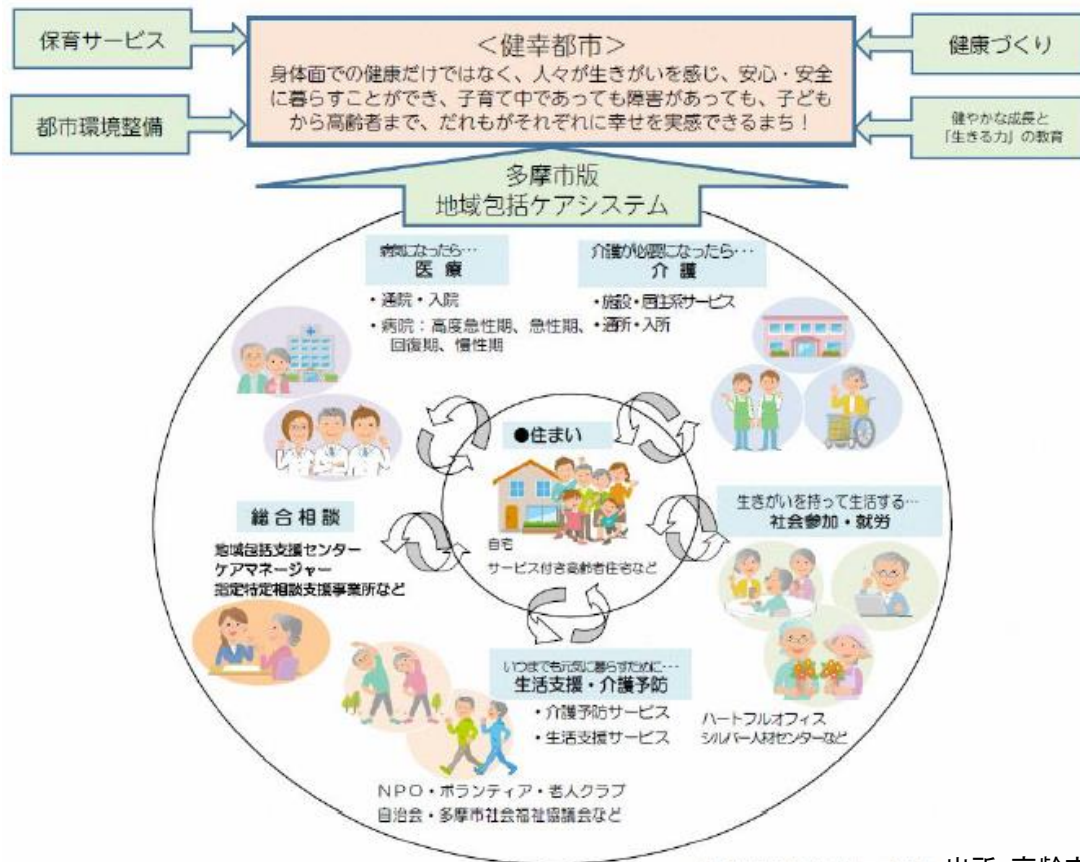 保育サービス
都市環境整備
＜健幸都市＞
身体面での健康だけではなく、人々が生きがいを感じ、安心・安全
に暮らすことができ、子育て中であっても障害があっても、子ども
から高齢者まで、だれもがそれぞれに幸せを実感できるまち！
健康づくり
健やかな成長と
「生きる力」の教育
多摩市版
地域包括ケアシステム
病気になったら…
医療
・通院・入院
・病院：高度急性期、急性期、
回復期、慢性期
介護が必要になったら…
介護
・施設・居住系サービス
・通所・入所
●住まい
自宅
サービス付き高齢者住宅など
総合相談
地域包括支援センター
ケアマネージャー
指定特定相談支援事業所など
生きがいを持って生活する…
社会参加・就労
ハートフルオフィス
シルバー人材センターなど
いつまでも元気に暮らすために…
生活支援・介護予防
・介護予防サービス
・生活支援サービス
ＮＰＯ・ボランティア・老人クラブ
自治会・多摩市社会福祉協議会など